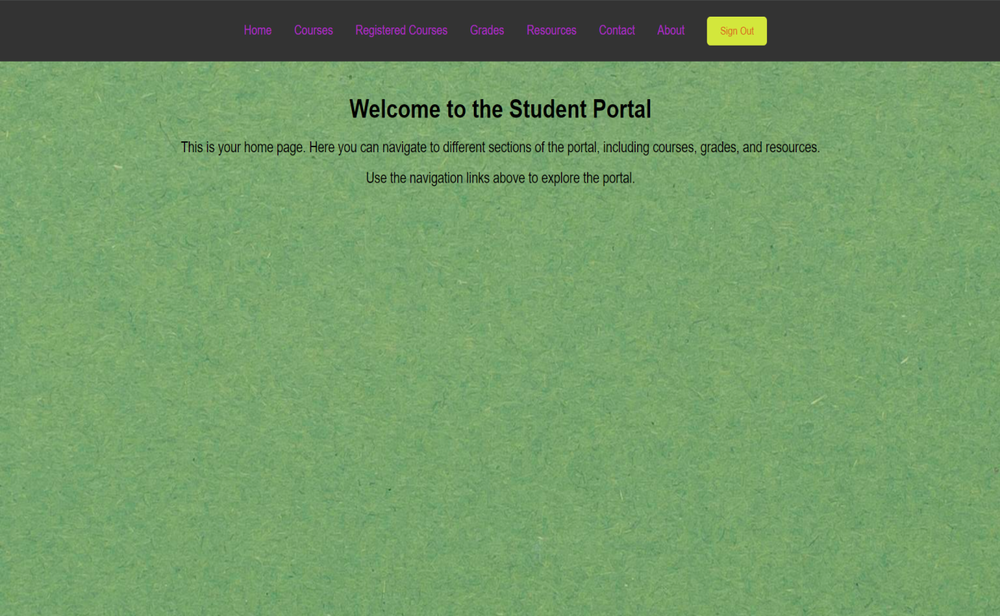 Home Courses Registered Courses Grades Resources Contact About Sign Out
Welcome to the Student Portal
This is your home page. Here you can navigate to different sections of the portal, including courses, grades, and resources.
Use the navigation links above to explore the portal.